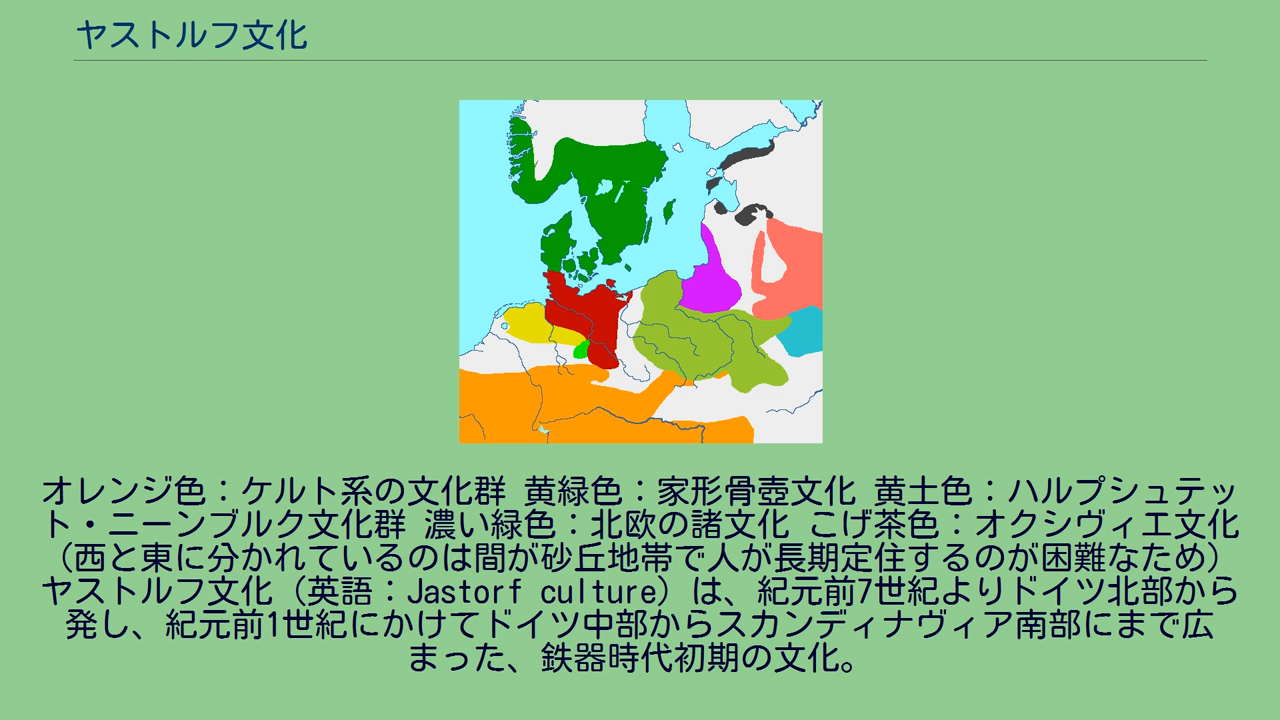 ヤストルフ文化
オレンジ色：ケルト系の文化群 黄緑色：家形骨壺文化 黄土色：ハルプシュテッ
ト・ニーンブルク文化群 濃い緑色：北欧の諸文化 こげ茶色：オクシヴィエ文化
（西と東に分かれているのは間が砂丘地帯で人が長期定住するのが困難なため）
ヤストルフ文化（英語：Jastorf culture）は、紀元前7世紀よりドイツ北部から
発し、紀元前1世紀にかけてドイツ中部からスカンディナヴィア南部にまで広
まった、鉄器時代初期の文化。